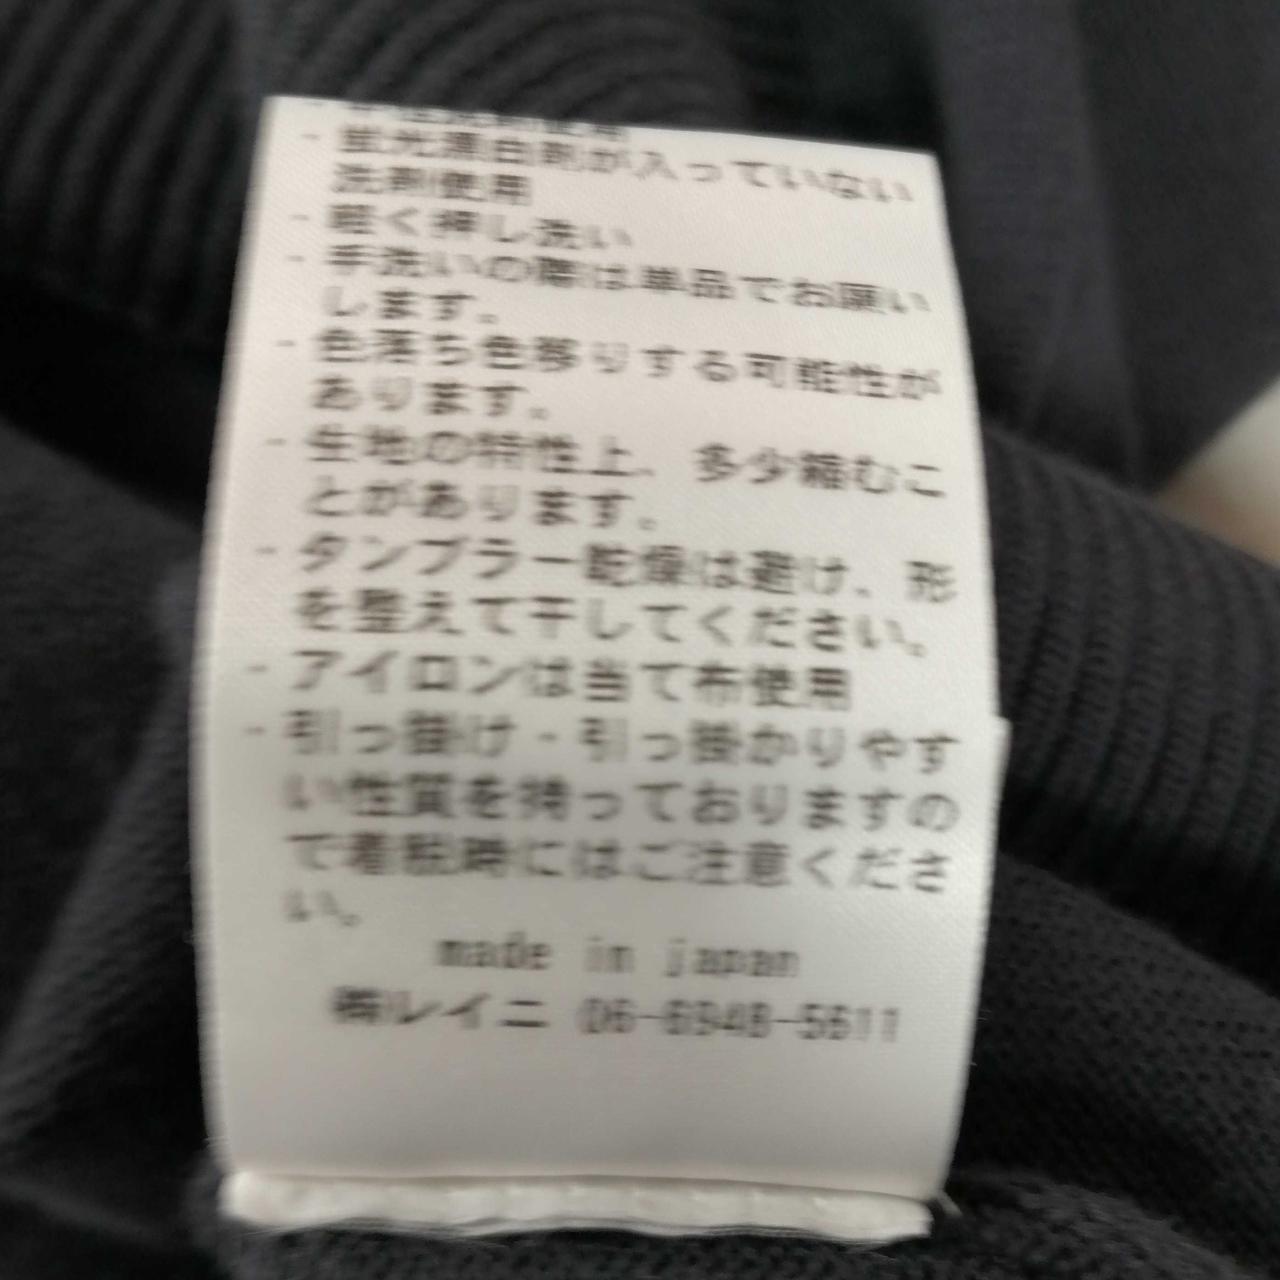 ・蛍光漂白剤が入っていない
洗剤使用
・軽く押し洗い
・手洗いの際は単品でお願い
します。
・色落ち色移りする可能性が
あります。
・生地の特性上、多少縮むこ
とがあります。
・タンブラー乾燥は避け、形
を整えて干してください。
・アイロンは当て布使用
・引っ掛け・引っ掛かりやす
い性質を持っておりますの
で着脱時にはご注意くださ
い。
made in japan
㈱レイニ 06-6948-5611